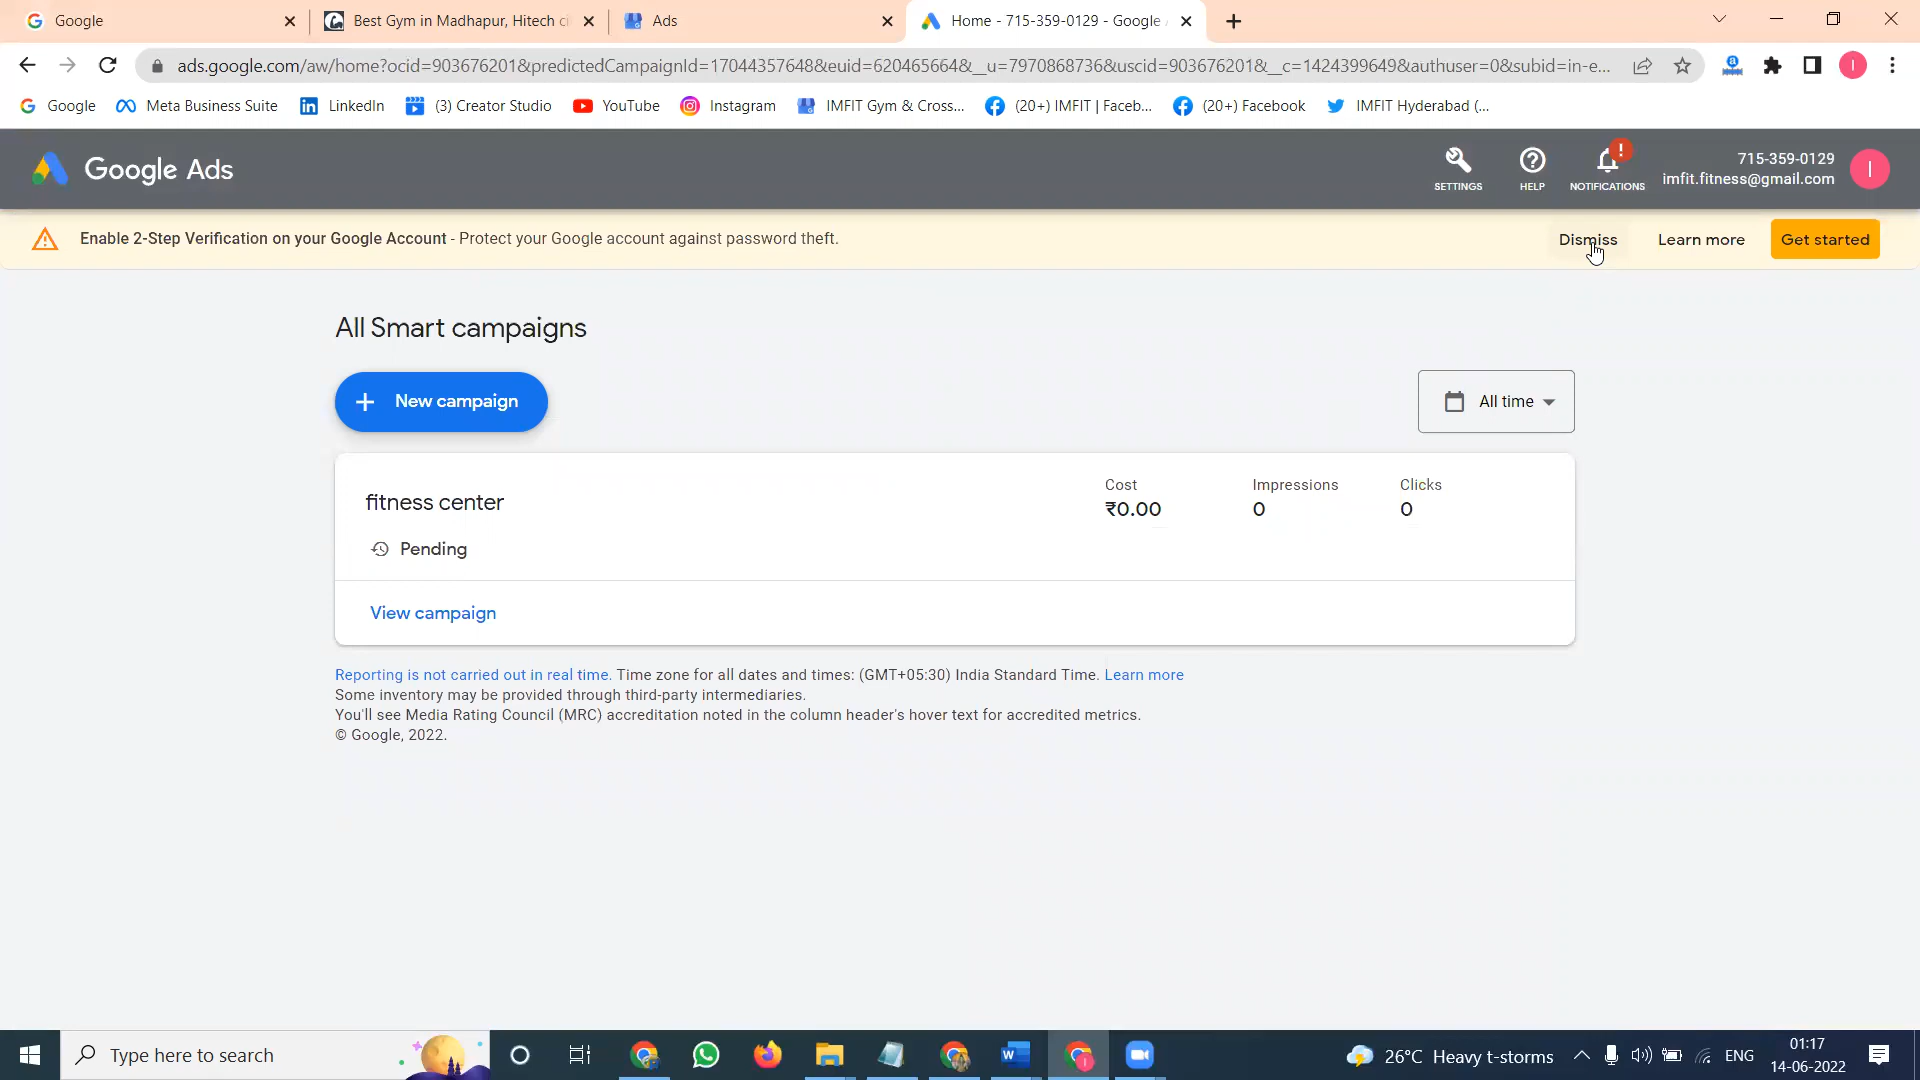 Google
Best Gym in Madhapur, Hitech ci
Ads
Home - 715-359-0129 - Google A
ads.google.com/aw/home?ocid=903676201&predictedCampaignId=17044357648&euid=620465664&__u=7970868736&uscid=903676201&__c=1424399649&authuser=0&subid=in-e...
Google
Meta Business Suite
LinkedIn
(3) Creator Studio
YouTube
Instagram
IMFIT Gym & Cross...
(20+) IMFIT | Faceb...
(20+) Facebook
IMFIT Hyderabad (...
Google Ads
SETTINGS
HELP
NOTIFICATIONS
715-359-0129
imfit.fitness@gmail.com
I
Enable 2-Step Verification on your Google Account - Protect your Google account against password theft.
Dismiss
Learn more
Get started
All Smart campaigns
New campaign
All time
fitness center
Pending
Cost
₹0.00
Impressions
0
Clicks
0
View campaign
Reporting is not carried out in real time. Time zone for all dates and times: (GMT+05:30) India Standard Time. Learn more
Some inventory may be provided through third-party intermediaries.
You'll see Media Rating Council (MRC) accreditation noted in the column header's hover text for accredited metrics.
© Google, 2022.
Type here to search
26°C Heavy t-storms
ENG
01:17
14-06-2022